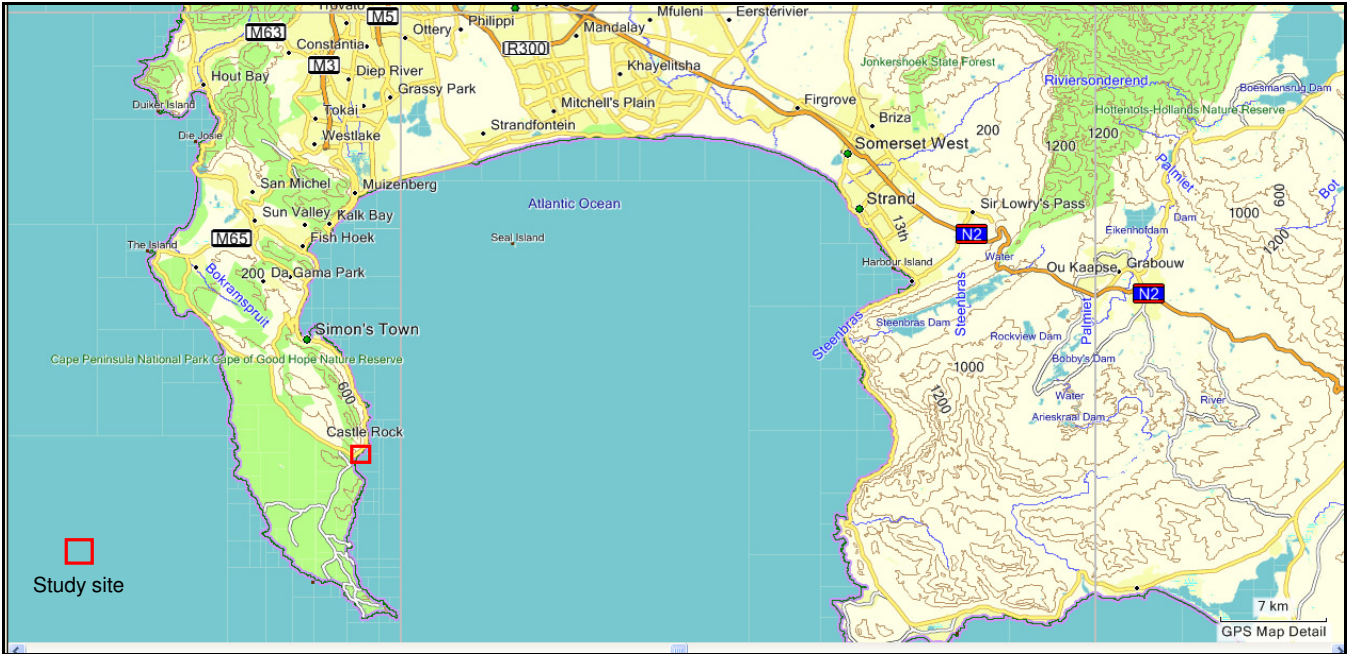 Trovato
M5
Philippi
Mfuleni
Eerstérivier
M63
Ottery
Mandalay
Constantia
R300
M3
Diep River
Khayelitsha
Jonkershoek State Forest
Hout Bay
Grassy Park
Riviersonderend
Boesmansrug Dam
Duiker Island
Tokai
Mitchell's Plain
Firgrove
Hottentots-Hollands Nature Reserve
Die Josie
Westlake
Strandfontein
Briza
200
1200
1200
Somerset West
Palmiet
San Michel
Muizenberg
600
Bot
Sun Valley
Kalk Bay
Atlantic Ocean
Strand
Sir Lowry's Pass
1000
M65
Fish Hoek
Seal Island
13th
N2
Dam
Eikenhofdam
1200
The Island
200
Da Gama Park
Harbour Island
Water
Ou Kaapse
Grabouw
Bokramspruit
N2
Steenbras
Palmiet
Simon's Town
Steenbras
Steenbras Dam
Rockview Dam
Cape Peninsula National Park Cape of Good Hope Nature Reserve
Bobby's Dam
1000
600
1200
Water
River
Castle Rock
Arieskraal Dam
Study site
7 km
GPS Map Detail